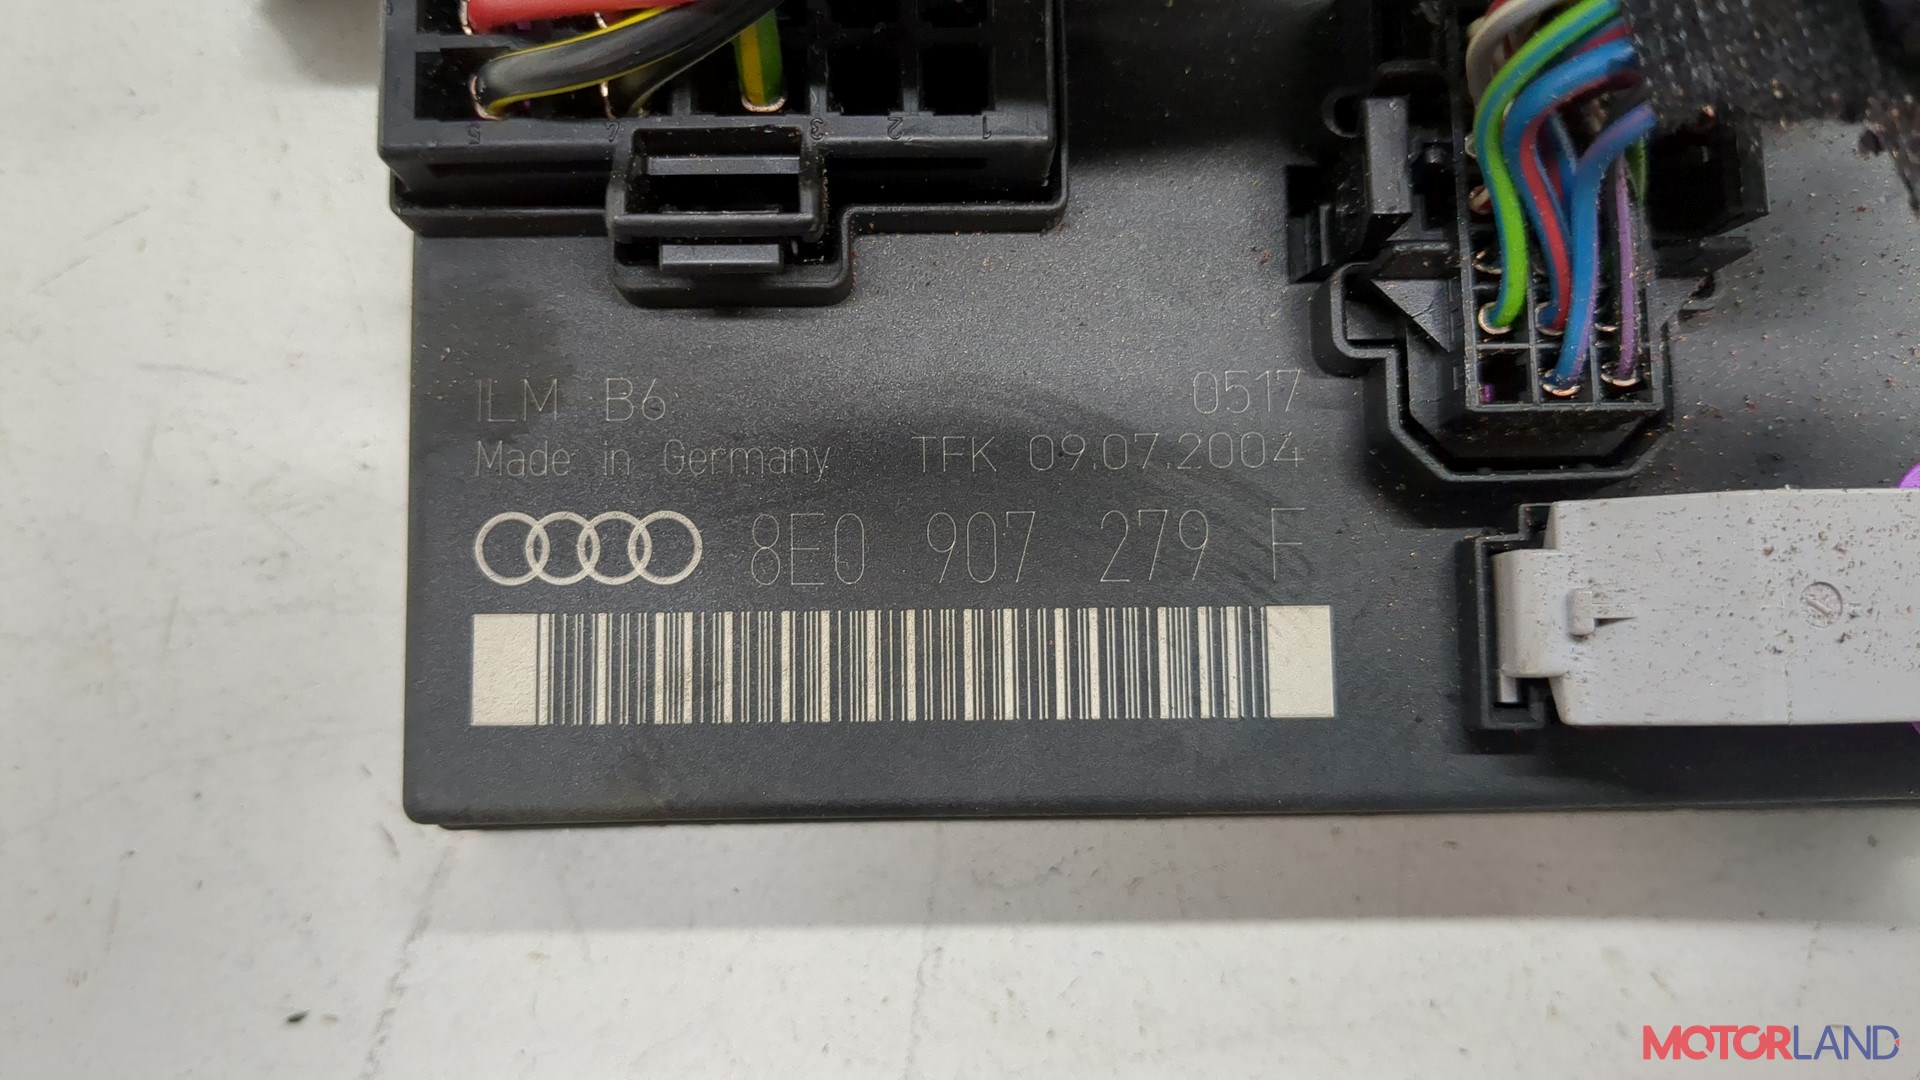 5 4 3 2 1
ILM B6 0517
Made in Germany TFK 09.07.2004
8E0 907 279 F
MOTORLAND